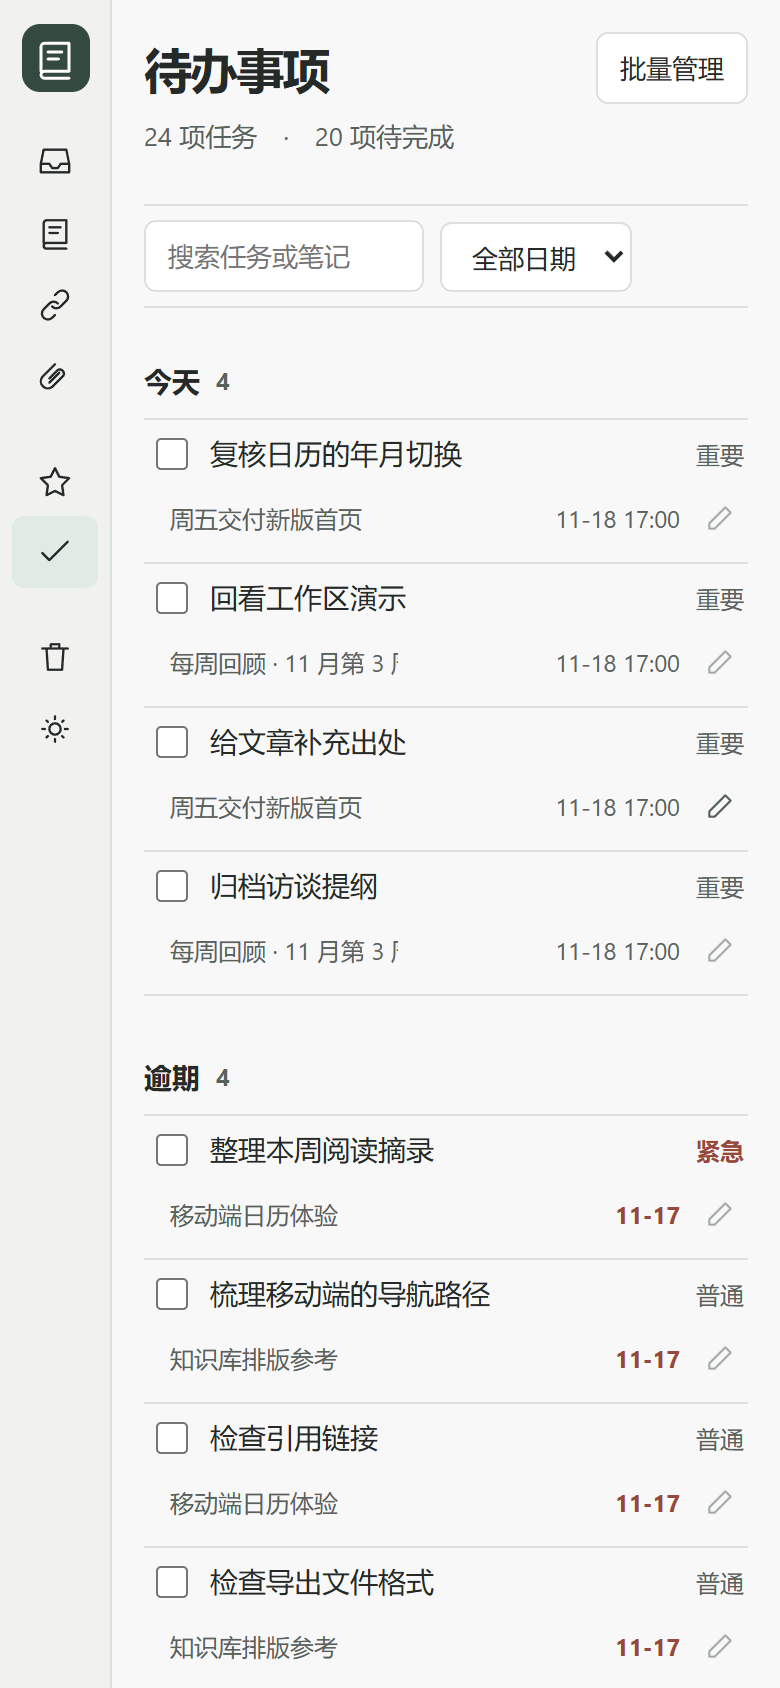 待办事项
批量管理
24 项任务 · 20 项待完成
搜索任务或笔记
全部日期
今天 4
复核日历的年月切换 重要
周五交付新版首页 11-18 17:00
回看工作区演示 重要
每周回顾 · 11 月第 3 11-18 17:00
给文章补充出处 重要
周五交付新版首页 11-18 17:00
归档访谈提纲 重要
每周回顾 · 11 月第 3 11-18 17:00
逾期 4
整理本周阅读摘录 紧急
移动端日历体验 11-17
梳理移动端的导航路径 普通
知识库排版参考 11-17
检查引用链接 普通
移动端日历体验 11-17
检查导出文件格式 普通
知识库排版参考 11-17